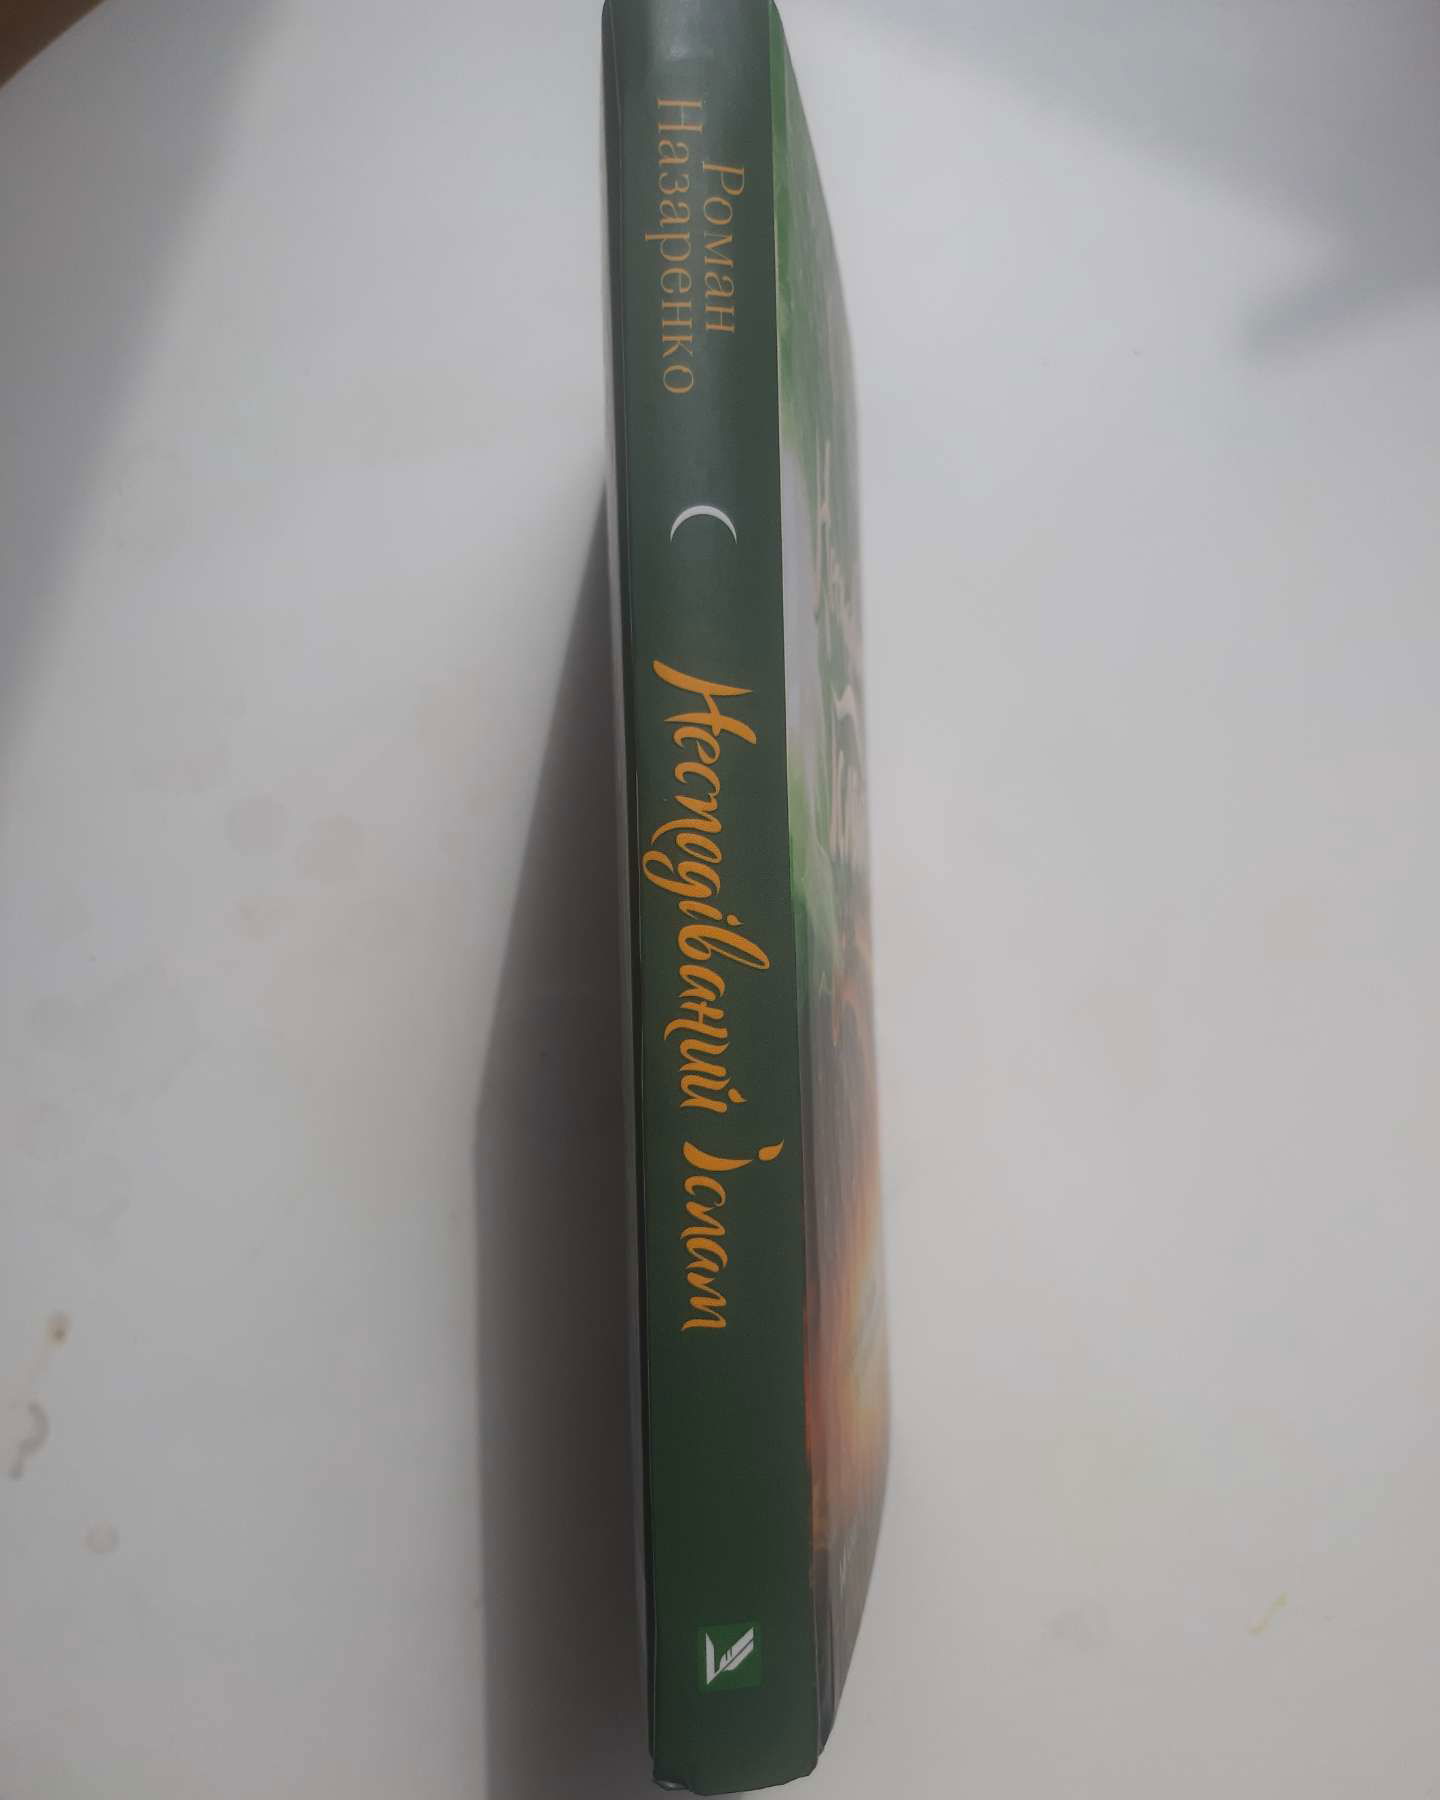 Роман
Назаренко
Несподіваний Іслам